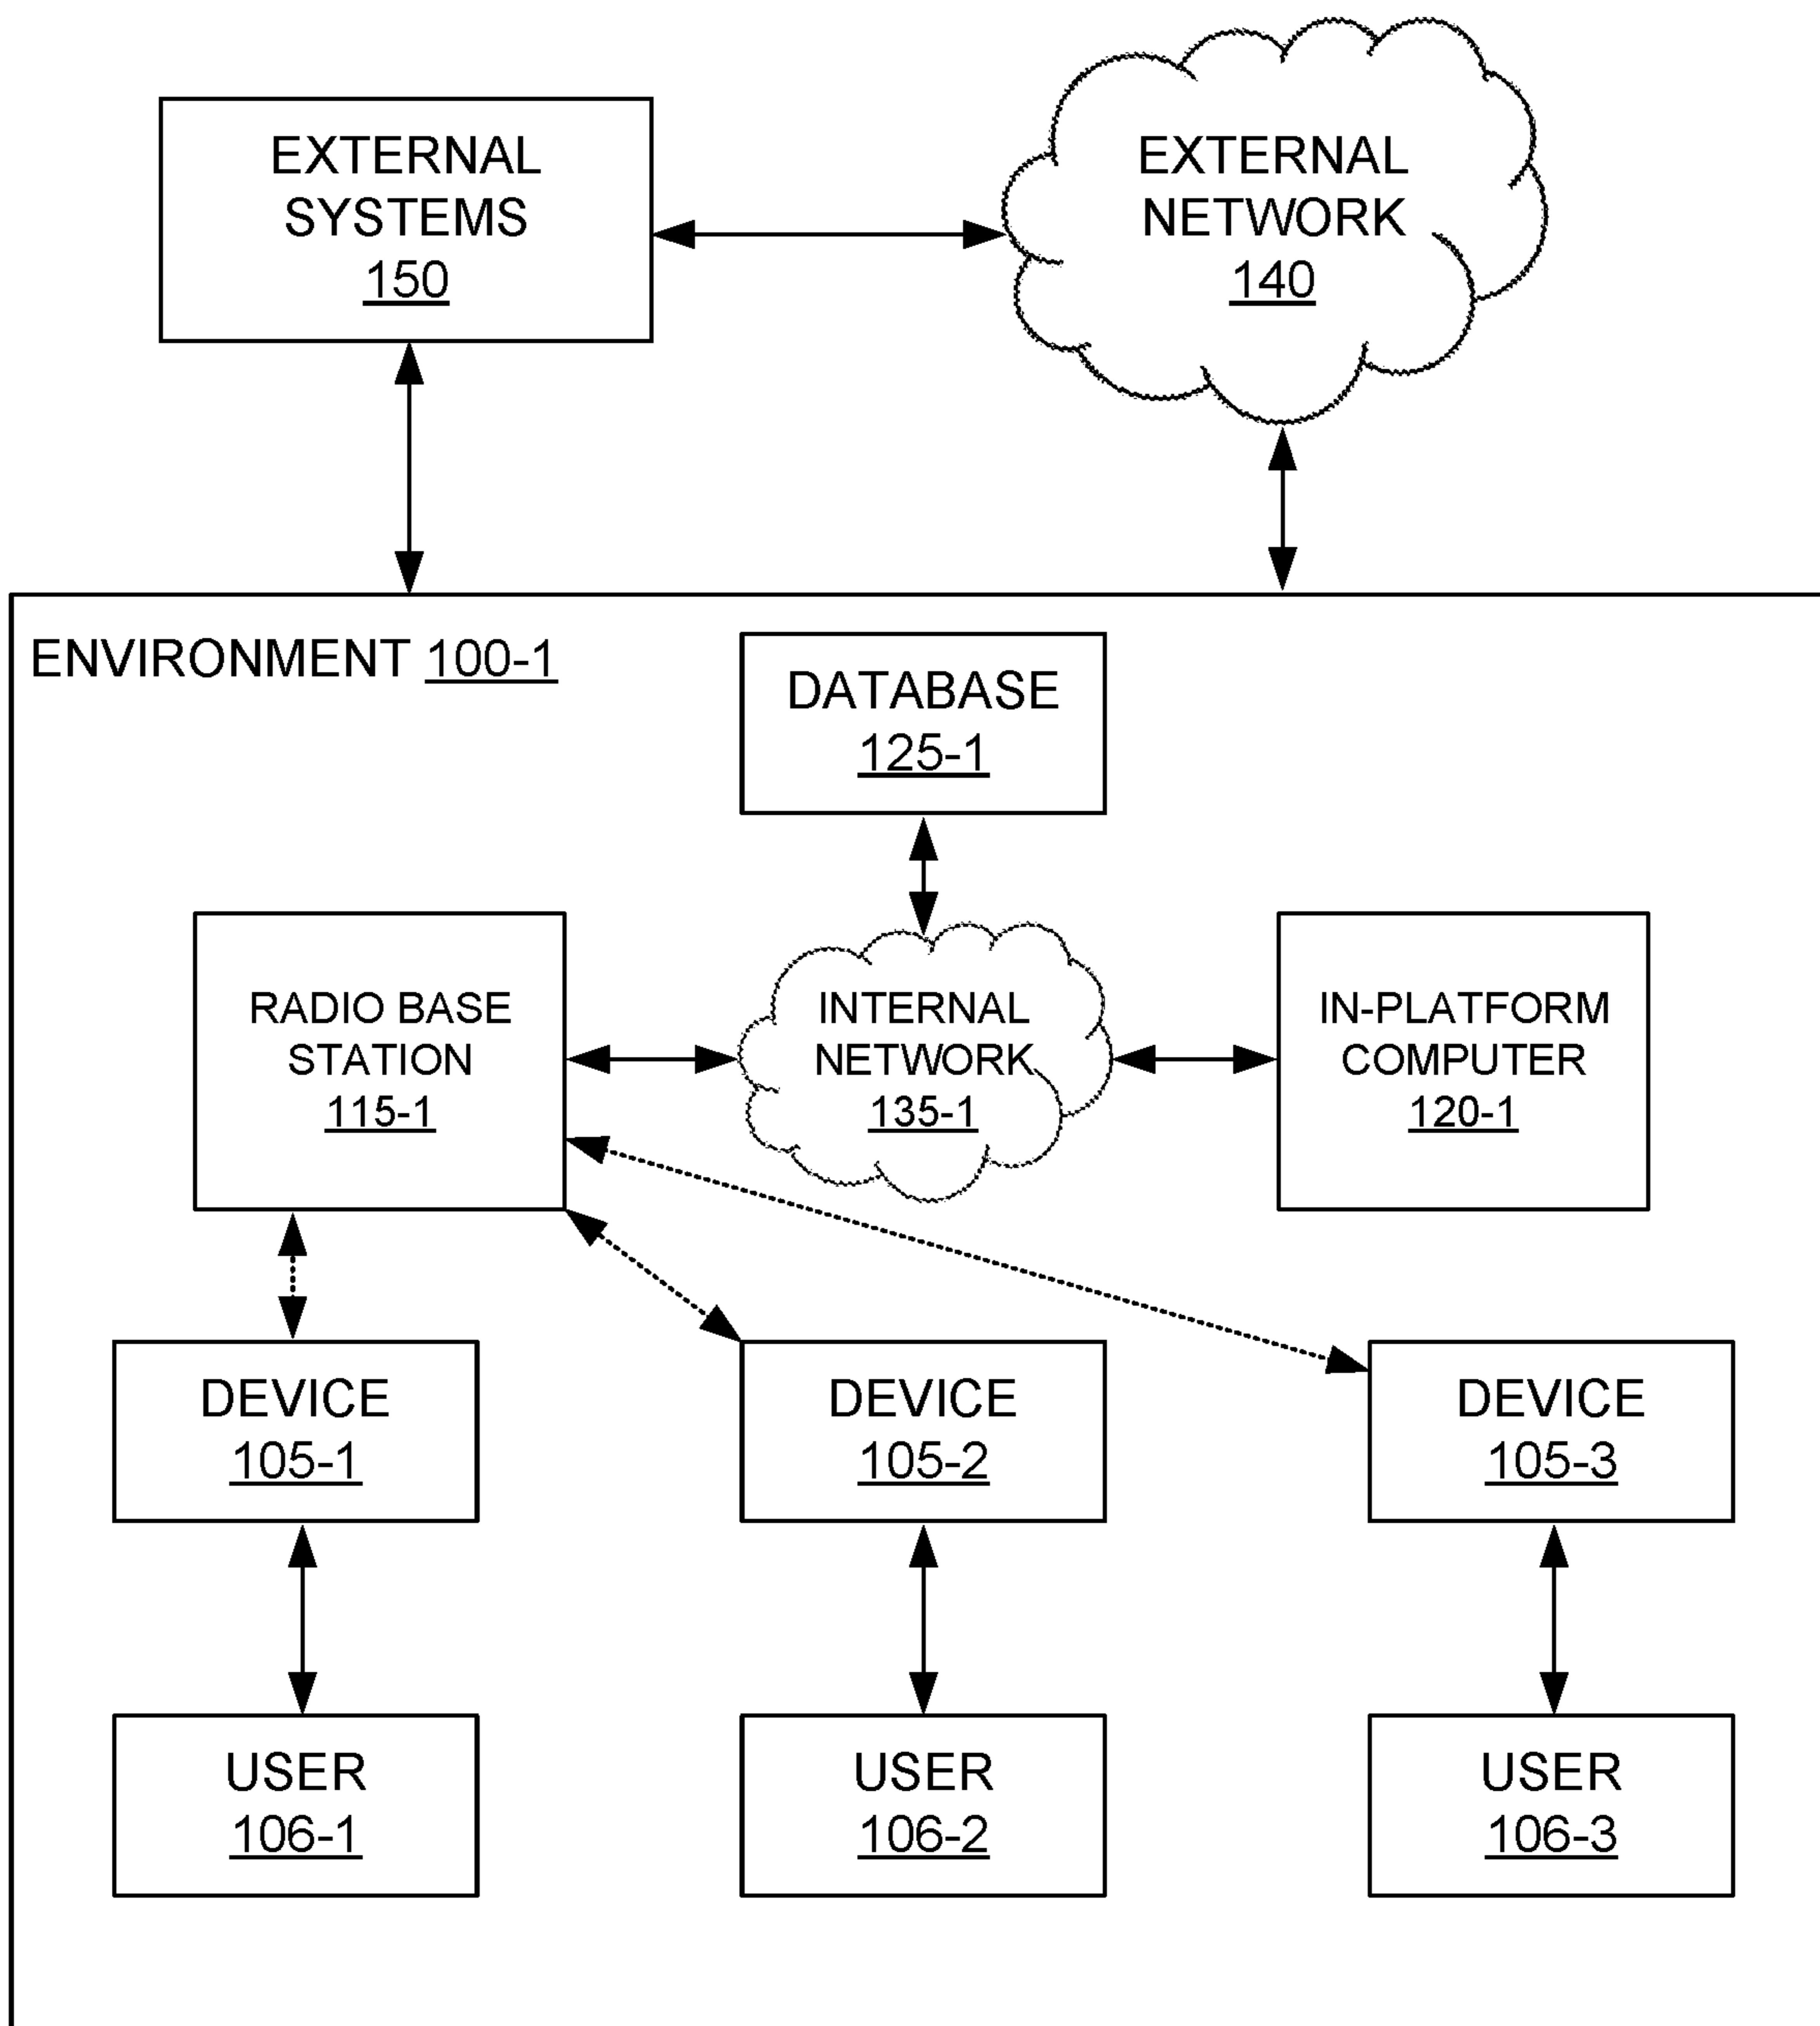 EXTERNAL
SYSTEMS
150
EXTERNAL
NETWORK
140
ENVIRONMENT 100-1
DATABASE
125-1
RADIO BASE
STATION
115-1
INTERNAL
NETWORK
135-1
IN-PLATFORM
COMPUTER
120-1
DEVICE
105-1
DEVICE
105-2
DEVICE
105-3
USER
106-1
USER
106-2
USER
106-3